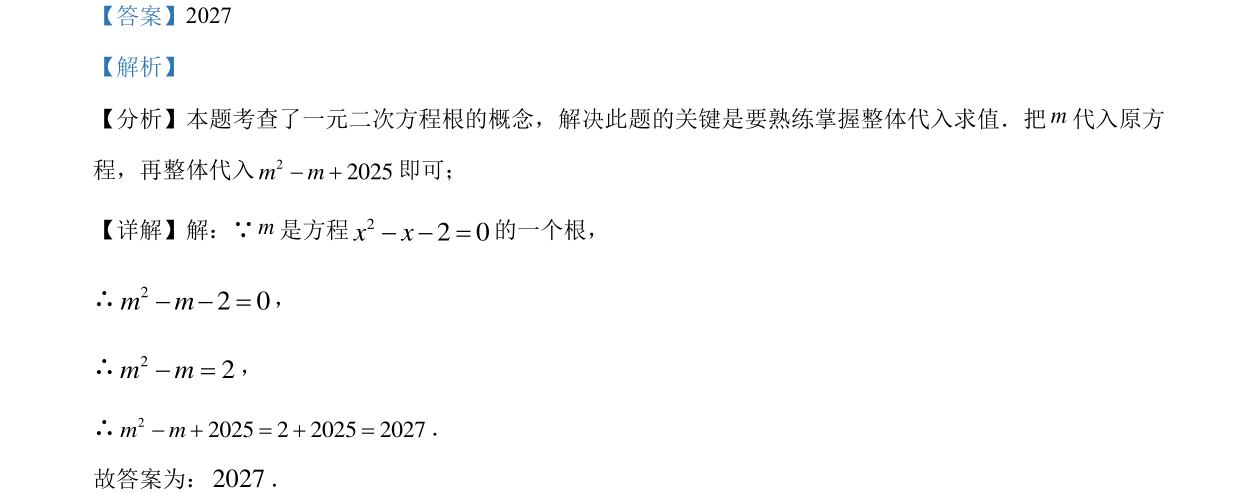 【答案】2027
【解析】
【分析】本题考查了一元二次方程根的概念，解决此题的关键是要熟练掌握整体代入求值．把 m 代入原方
程，再整体代入 m² − m + 2025 即可；
【详解】解：∵ m 是方程 x² − x − 2 = 0 的一个根，
∴ m² − m − 2 = 0，
∴ m² − m = 2，
∴ m² − m + 2025 = 2 + 2025 = 2027．
故答案为：2027．